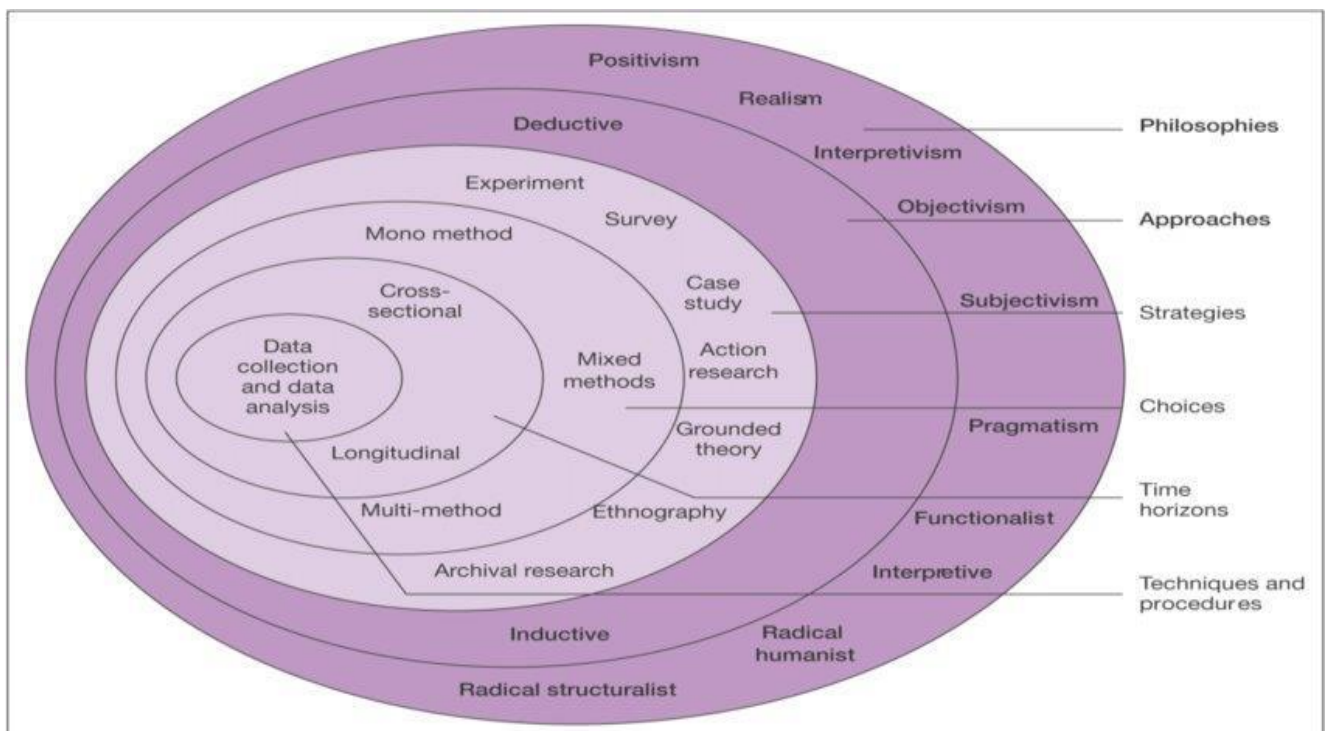 Positivism
Realism
Deductive
Philosophies
Interpretivism
Experiment
Objectivism
Survey
Approaches
Mono method
Case
study
Cross-
sectional
Subjectivism
Strategies
Data
collection
and data
analysis
Mixed
methods
Action
research
Choices
Pragmatism
Grounded
theory
Longitudinal
Time
horizons
Multi-method
Ethnography
Functionalist
Archival research
Interpretive
Techniques and
procedures
Inductive
Radical
humanist
Radical structuralist